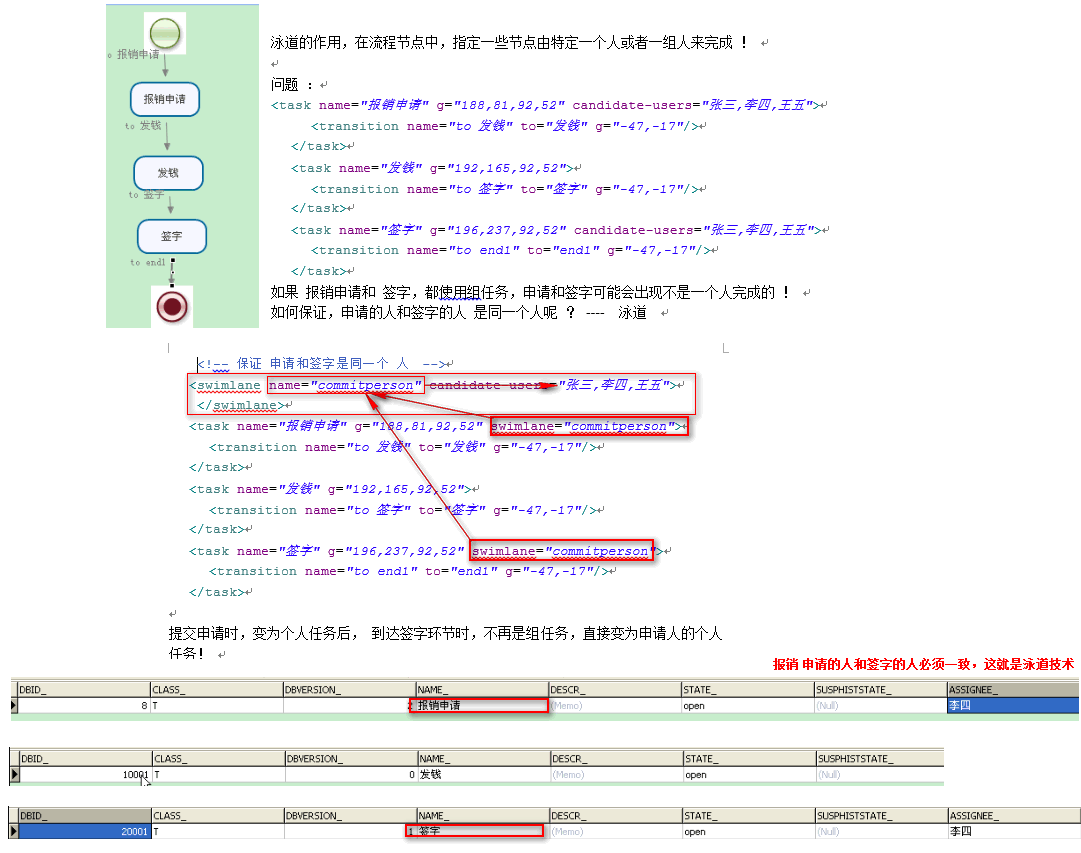 报销申请
报销申请
to 发钱
发钱
to 签字
签字
to end1
泳道的作用，在流程节点中，指定一些节点由特定一个人或者一组人来完成 ！
问题 ：
<task name="报销申请" g="188,81,92,52" candidate-users="张三,李四,王五">
<transition name="to 发钱" to="发钱" g="-47,-17"/>
</task>
<task name="发钱" g="192,165,92,52">
<transition name="to 签字" to="签字" g="-47,-17"/>
</task>
<task name="签字" g="196,237,92,52" candidate-users="张三,李四,王五">
<transition name="to end1" to="end1" g="-47,-17"/>
</task>
如果 报销申请和 签字，都使用组任务，申请和签字可能会出现不是一个人完成的 ！
如何保证，申请的人和签字的人 是同一个人呢 ？ ---- 泳道
<!-- 保证 申请和签字是同一个 人 -->
<swimlane name="commitperson" candidate-users="张三,李四,王五">
</swimlane>
<task name="报销申请" g="188,81,92,52" swimlane="commitperson">
<transition name="to 发钱" to="发钱" g="-47,-17"/>
</task>
<task name="发钱" g="192,165,92,52">
<transition name="to 签字" to="签字" g="-47,-17"/>
</task>
<task name="签字" g="196,237,92,52" swimlane="commitperson">
<transition name="to end1" to="end1" g="-47,-17"/>
</task>
提交申请时，变为个人任务后， 到达签字环节时，不再是组任务，直接变为申请人的个人
任务！
报销 申请的人和签字的人必须一致，这就是泳道技术
DBID_ CLASS_ DBVERSION_ NAME_ DESCR_ STATE_ SUSPHISTSTATE_ ASSIGNEE_
8 T 2 报销申请 (Memo) open (Null) 李四
DBID_ CLASS_ DBVERSION_ NAME_ DESCR_ STATE_ SUSPHISTSTATE_
10001 T 0 发钱 (Memo) open (Null)
DBID_ CLASS_ DBVERSION_ NAME_ DESCR_ STATE_ SUSPHISTSTATE_ ASSIGNEE_
20001 T 1 签字 (Memo) open (Null) 李四